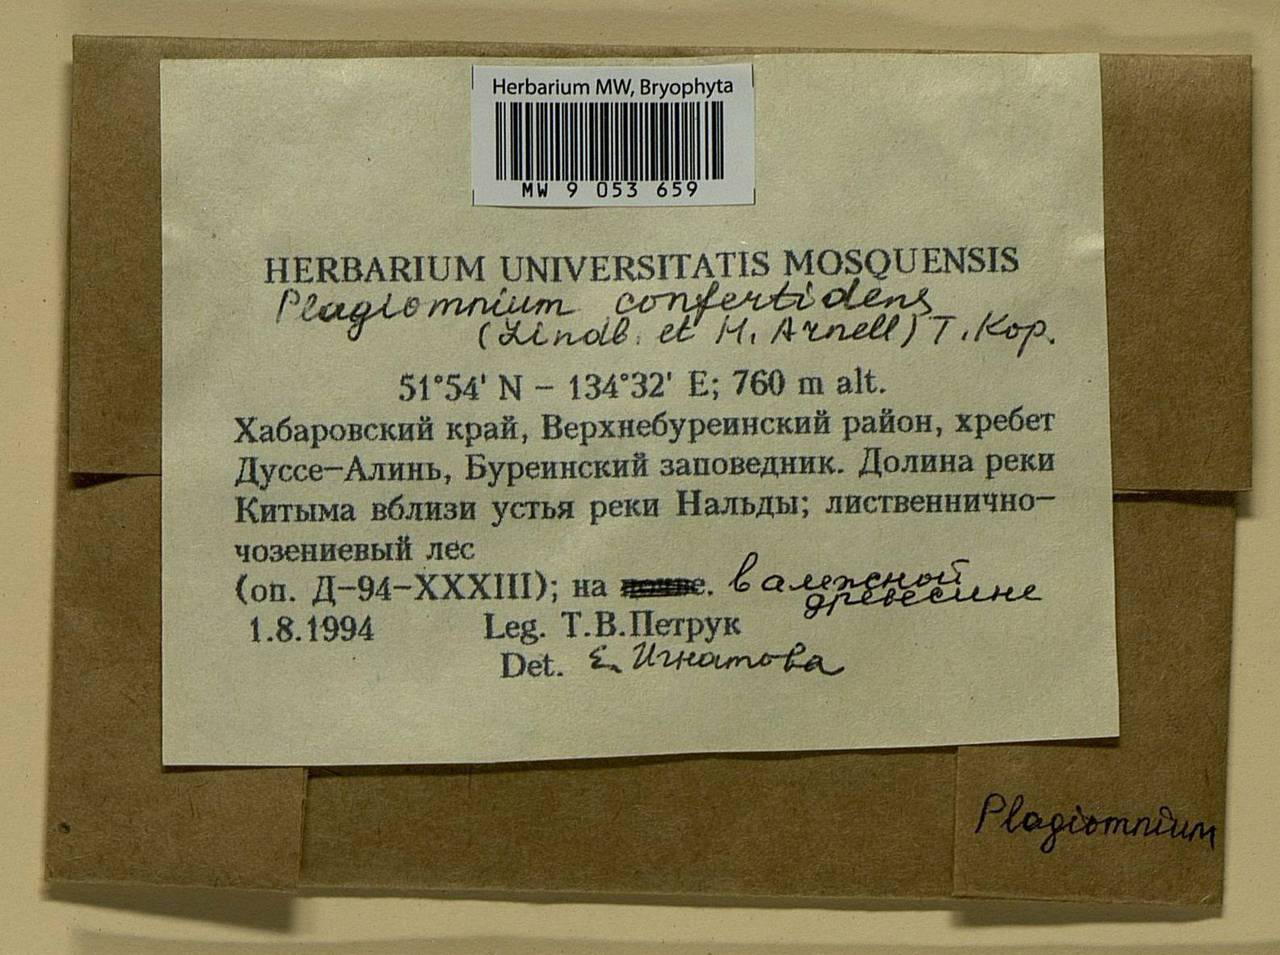 Herbarium MW, Bryophyta
MW 9 053 659
HERBARIUM UNIVERSITATIS MOSQUENSIS
Plagiomnium confertidens
(Lindb. et H. Arnell) T. Kop.
51°54' N – 134°32' E; 760 m alt.
Хабаровский край, Верхнебуреинский район, хребет
Дуссе–Алинь, Буреинский заповедник. Долина реки
Китыма вблизи устья реки Нальды; лиственнично–
чозениевый лес
(оп. Д–94–XXXIII); на почве. валежной
древесине
1.8.1994 Leg. Т.В.Петрук
Det. Е. Игнатова
Plagiomnium